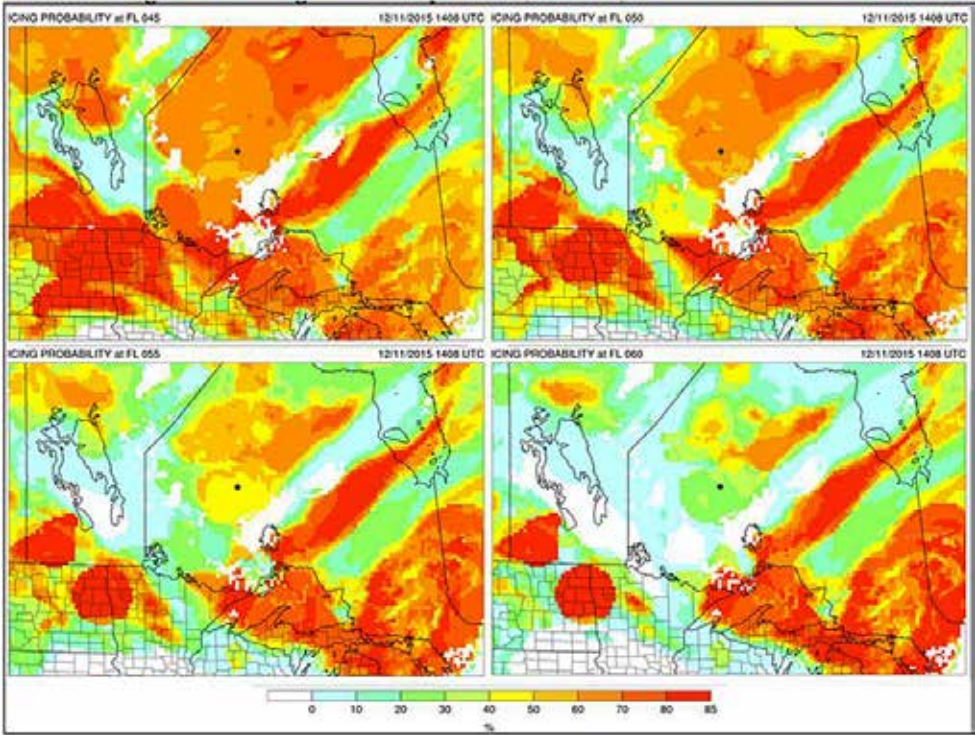 ICING PROBABILITY at FL 045 12/11/2015 1408 UTC
ICING PROBABILITY at FL 050 12/11/2015 1408 UTC
ICING PROBABILITY at FL 055 12/11/2015 1408 UTC
ICING PROBABILITY at FL 060 12/11/2015 1408 UTC
0 10 20 30 40 50 60 70 80 85
%